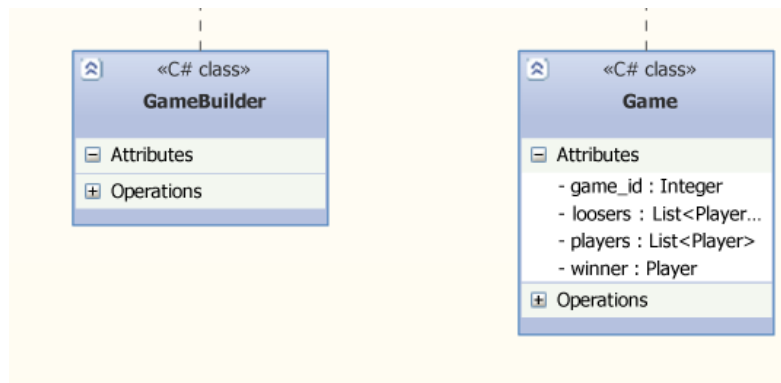 «C# class»
GameBuilder
Attributes
Operations
«C# class»
Game
Attributes
- game_id : Integer
- loosers : List<Player...
- players : List<Player>
- winner : Player
Operations